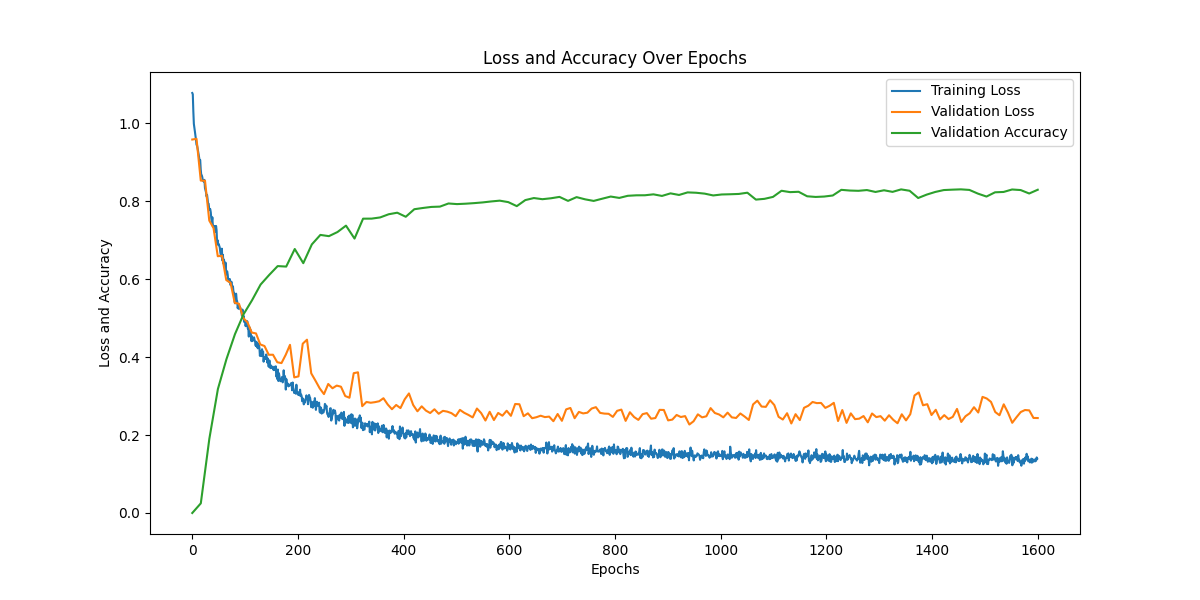 Loss and Accuracy Over Epochs
Training Loss
Validation Loss
Validation Accuracy
Loss and Accuracy
1.0
0.8
0.6
0.4
0.2
0.0
0 200 400 600 800 1000 1200 1400 1600
Epochs